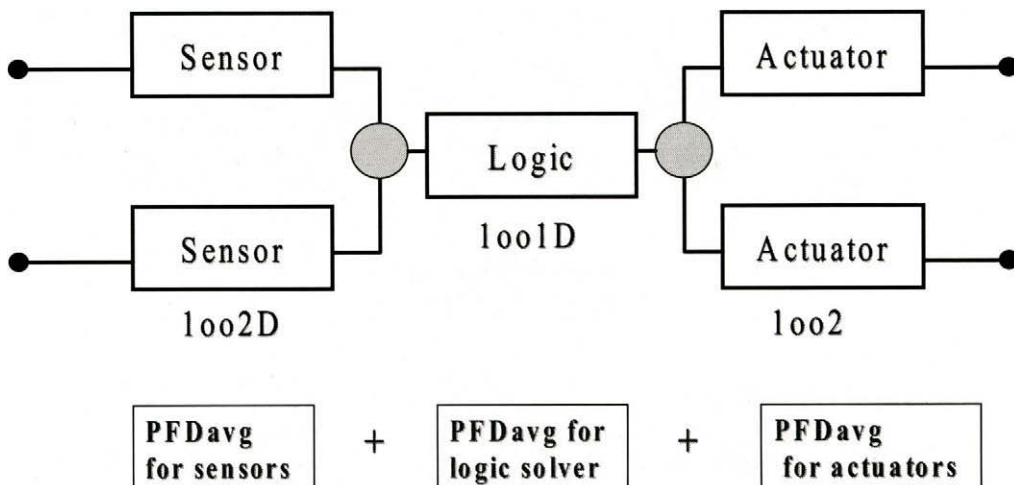 Sensor
Actuator
Logic
Sensor
Actuator
1oo1D
1oo2D
1oo2
PFDavg
for sensors
+
PFDavg for
logic solver
+
PFDavg
for actuators